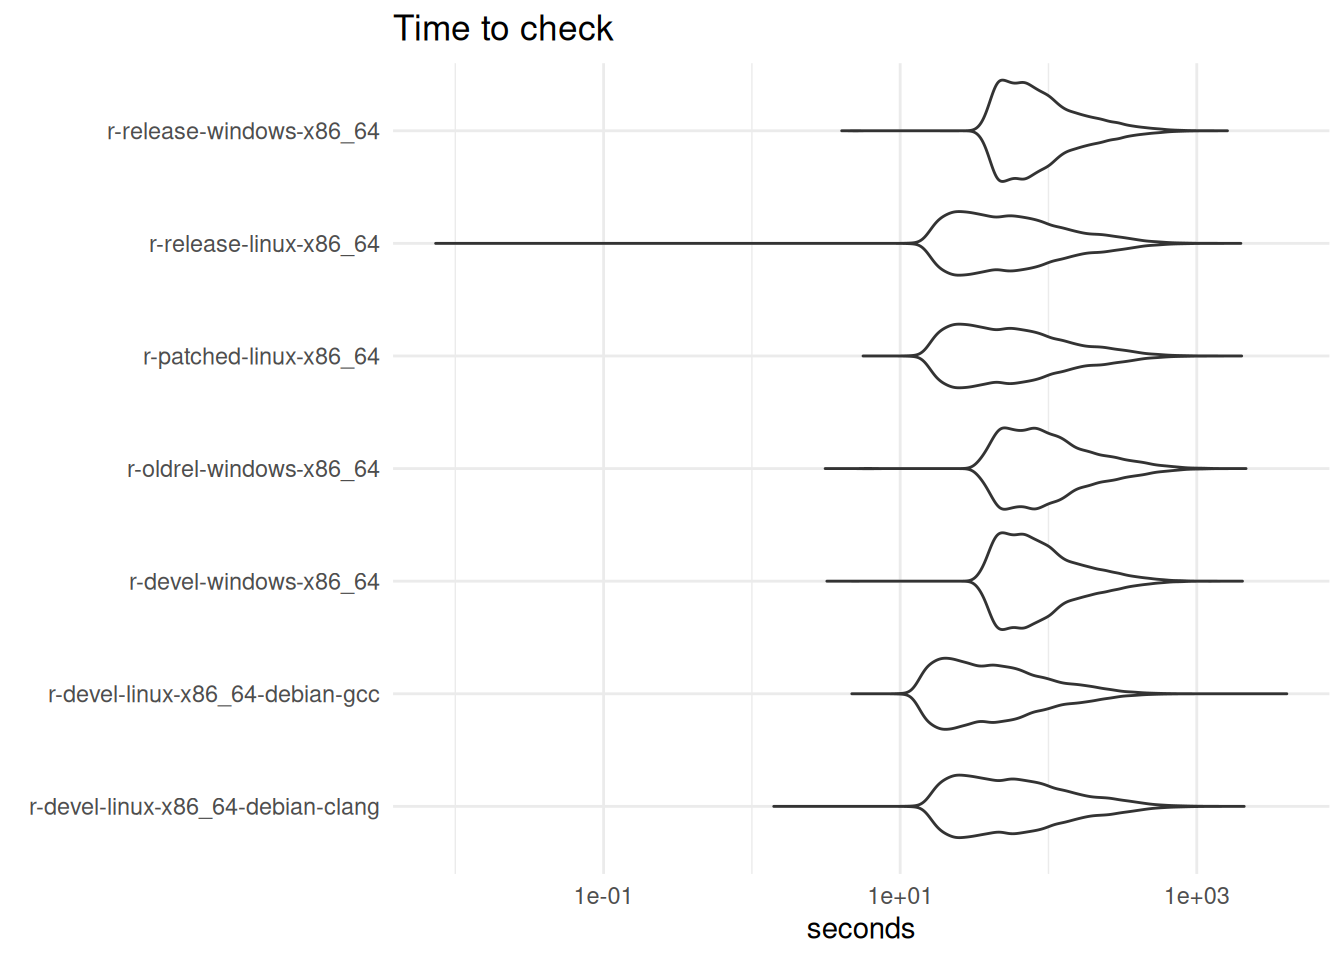 Time to check
r-release-windows-x86_64
r-release-linux-x86_64
r-patched-linux-x86_64
r-oldrel-windows-x86_64
r-devel-windows-x86_64
r-devel-linux-x86_64-debian-gcc
r-devel-linux-x86_64-debian-clang
1e-01 1e+01 1e+03
seconds